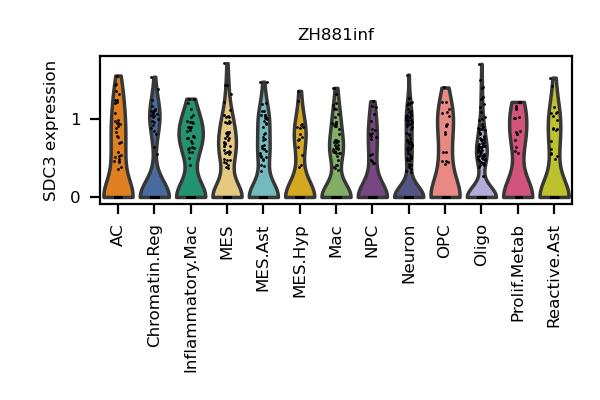 ZH881inf
SDC3 expression
1
0
AC
Chromatin.Reg
Inflammatory.Mac
MES
MES.Ast
MES.Hyp
Mac
NPC
Neuron
OPC
Oligo
Prolif.Metab
Reactive.Ast